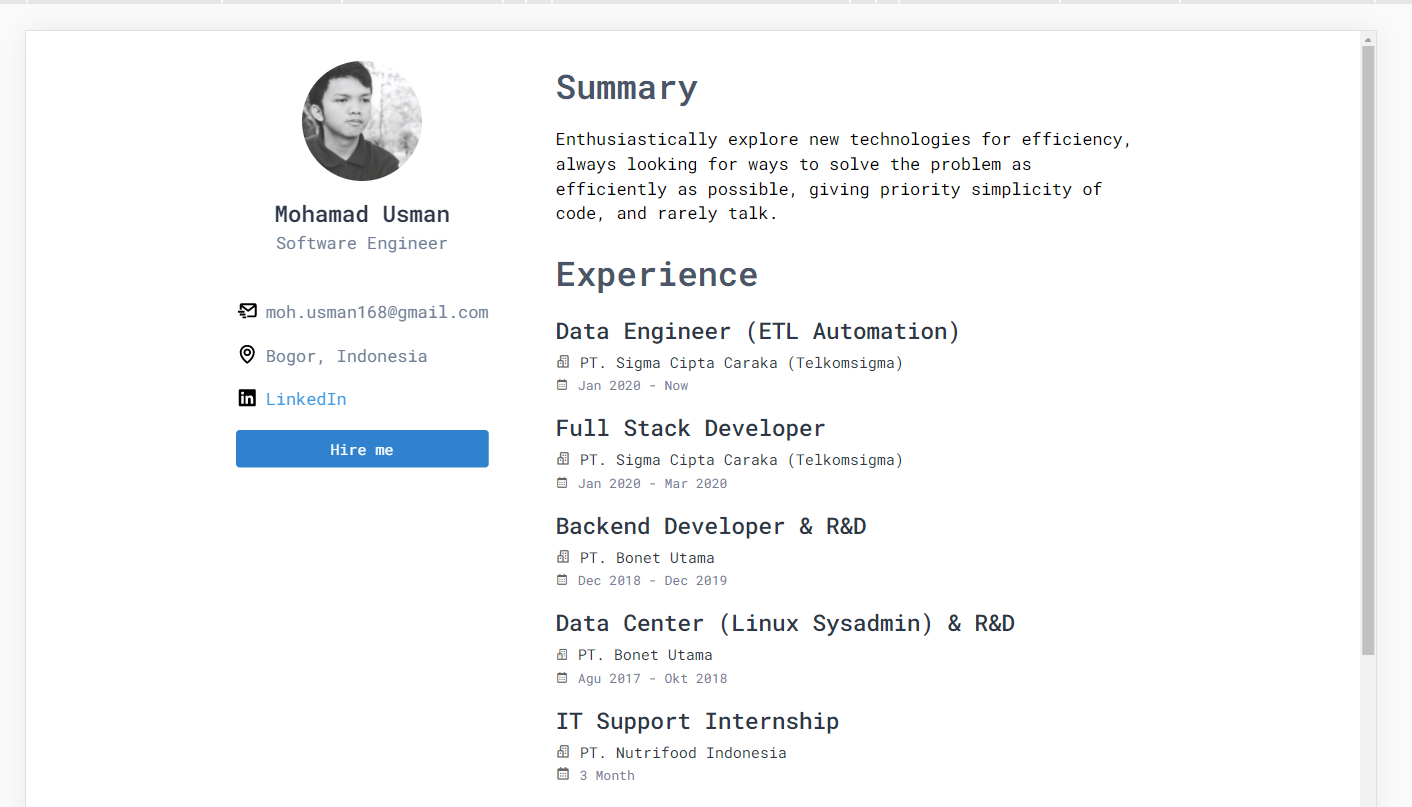 Mohamad Usman
Software Engineer
moh.usman168@gmail.com
Bogor, Indonesia
LinkedIn
Hire me
Summary
Enthusiastically explore new technologies for efficiency,
always looking for ways to solve the problem as
efficiently as possible, giving priority simplicity of
code, and rarely talk.
Experience
Data Engineer (ETL Automation)
PT. Sigma Cipta Caraka (Telkomsigma)
Jan 2020 - Now
Full Stack Developer
PT. Sigma Cipta Caraka (Telkomsigma)
Jan 2020 - Mar 2020
Backend Developer & R&D
PT. Bonet Utama
Dec 2018 - Dec 2019
Data Center (Linux Sysadmin) & R&D
PT. Bonet Utama
Agu 2017 - Okt 2018
IT Support Internship
PT. Nutrifood Indonesia
3 Month